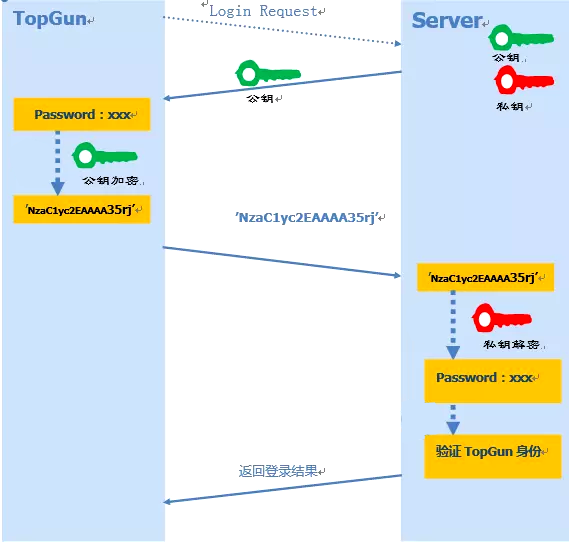 TopGun
Login Request
Server
公钥
私钥
公钥
Password：xxx
公钥加密
‘NzaC1yc2EAAAA35rj’
‘NzaC1yc2EAAAA35rj’
‘NzaC1yc2EAAAA35rj’
私钥解密
Password：xxx
验证 TopGun 身份
返回登录结果